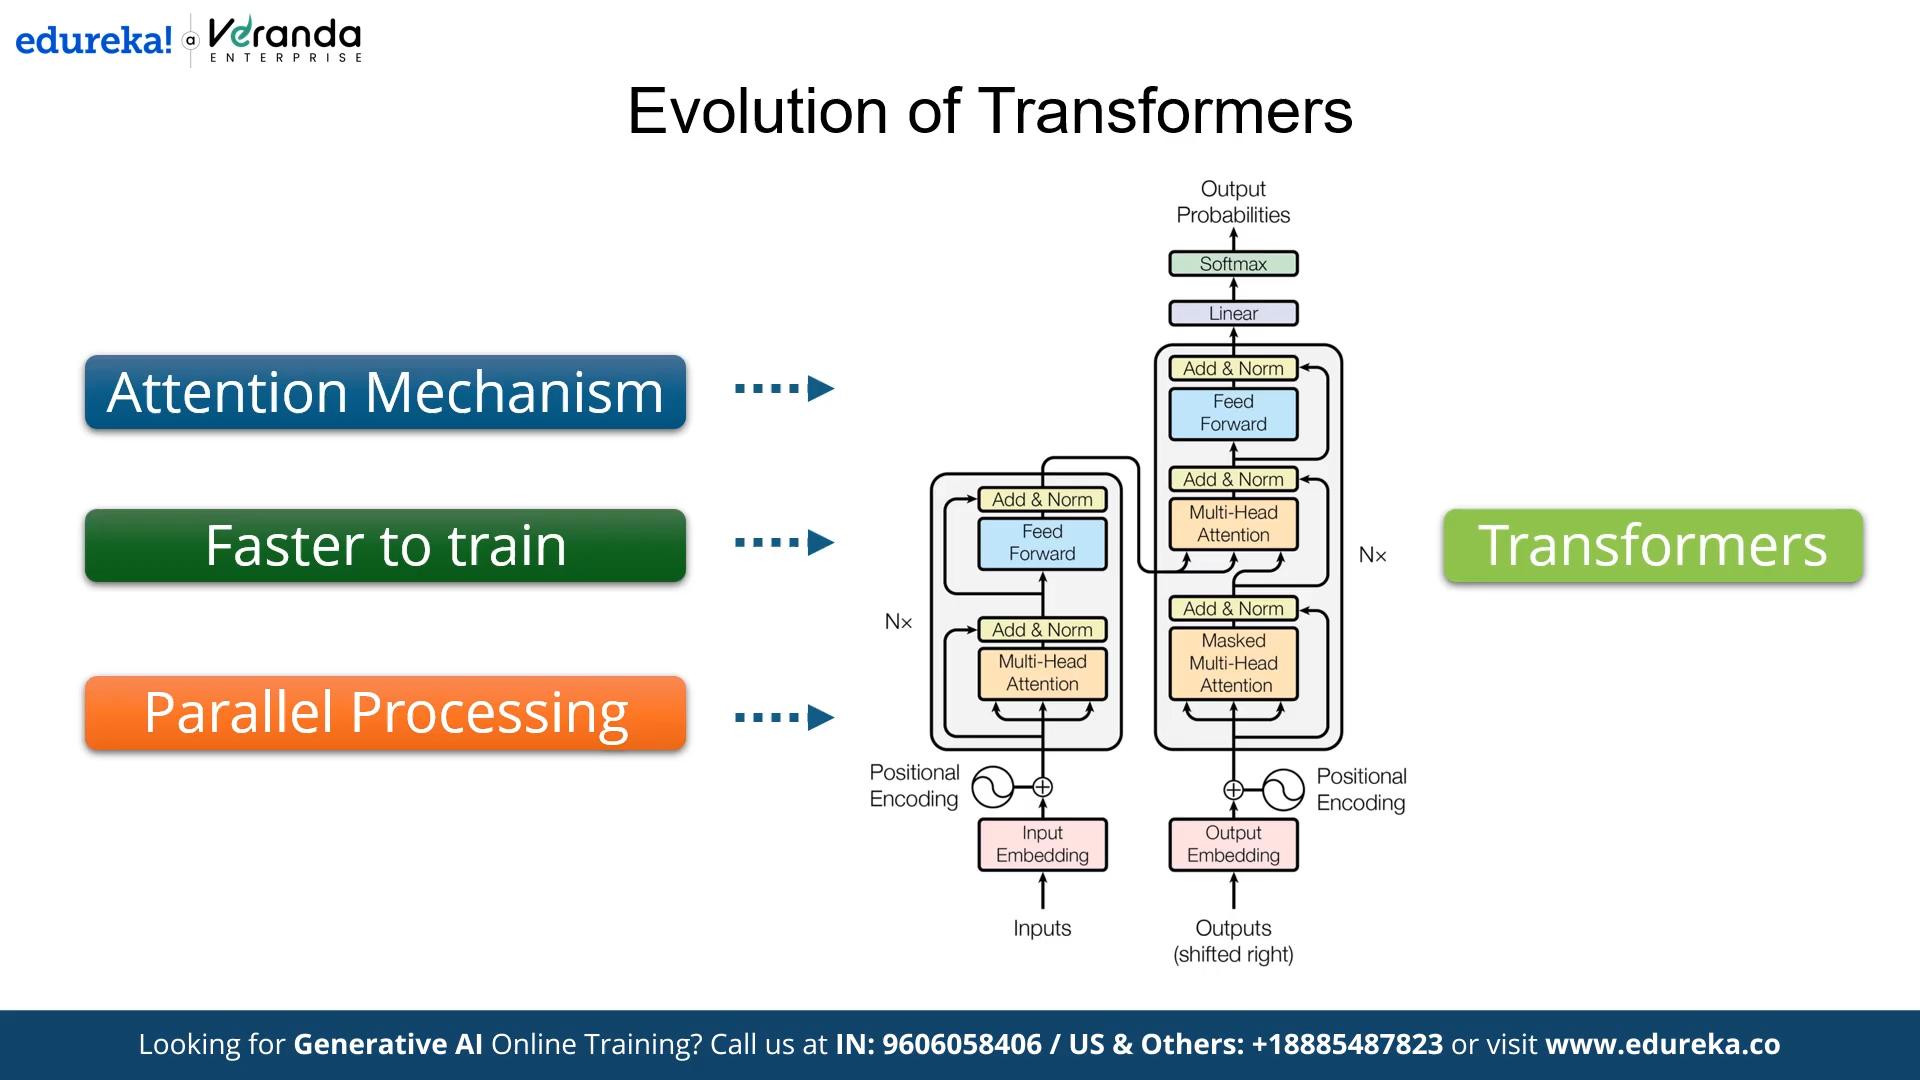 edureka! a Veranda
ENTERPRISE
Evolution of Transformers
Attention Mechanism
Faster to train
Parallel Processing
Output
Probabilities
Softmax
Linear
Add & Norm
Feed
Forward
Add & Norm
Multi-Head
Attention
Nx
Add & Norm
Masked
Multi-Head
Attention
Add & Norm
Feed
Forward
Nx
Add & Norm
Multi-Head
Attention
Positional
Encoding
Positional
Encoding
Input
Embedding
Output
Embedding
Inputs
Outputs
(shifted right)
Transformers
Looking for Generative AI Online Training? Call us at IN: 9606058406 / US & Others: +18885487823 or visit www.edureka.co